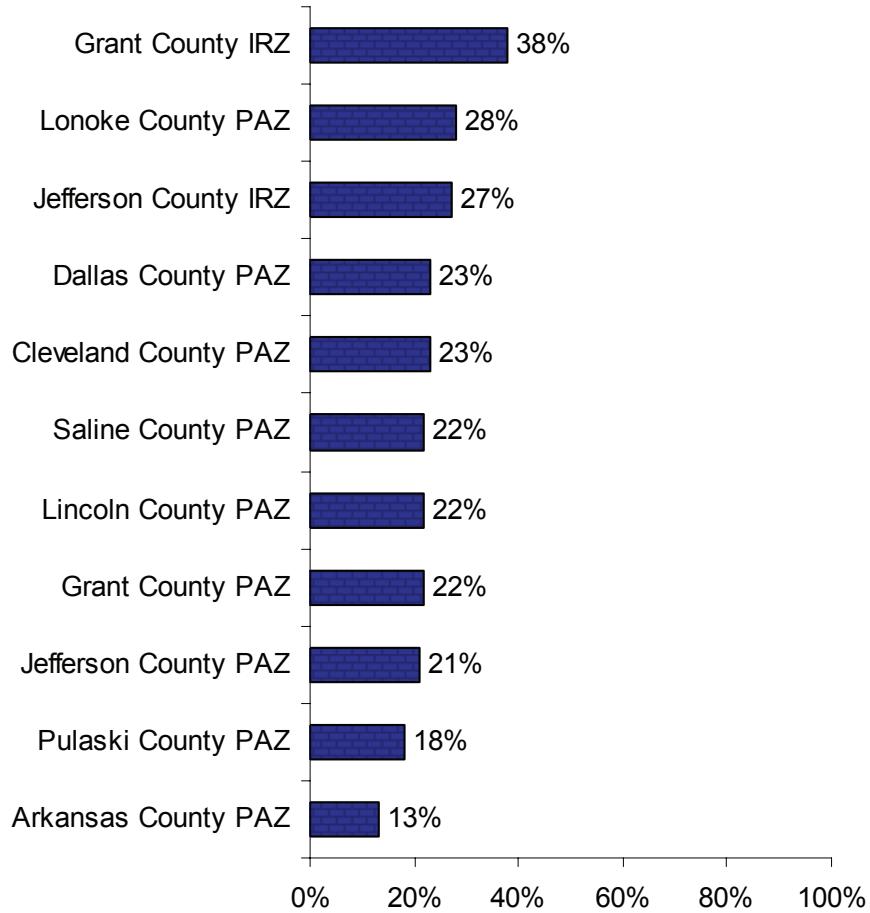 Grant County IRZ 38%
Lonoke County PAZ 28%
Jefferson County IRZ 27%
Dallas County PAZ 23%
Cleveland County PAZ 23%
Saline County PAZ 22%
Lincoln County PAZ 22%
Grant County PAZ 22%
Jefferson County PAZ 21%
Pulaski County PAZ 18%
Arkansas County PAZ 13%
0% 20% 40% 60% 80% 100%